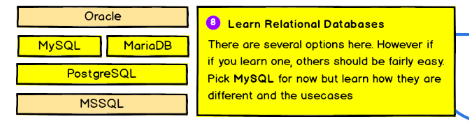 Oracle
MySQL
MariaDB
PostgreSQL
MSSQL
8 Learn Relational Databases
There are several options here. However if
if you learn one, others should be fairly easy.
Pick MySQL for now but learn how they are
different and the usecases